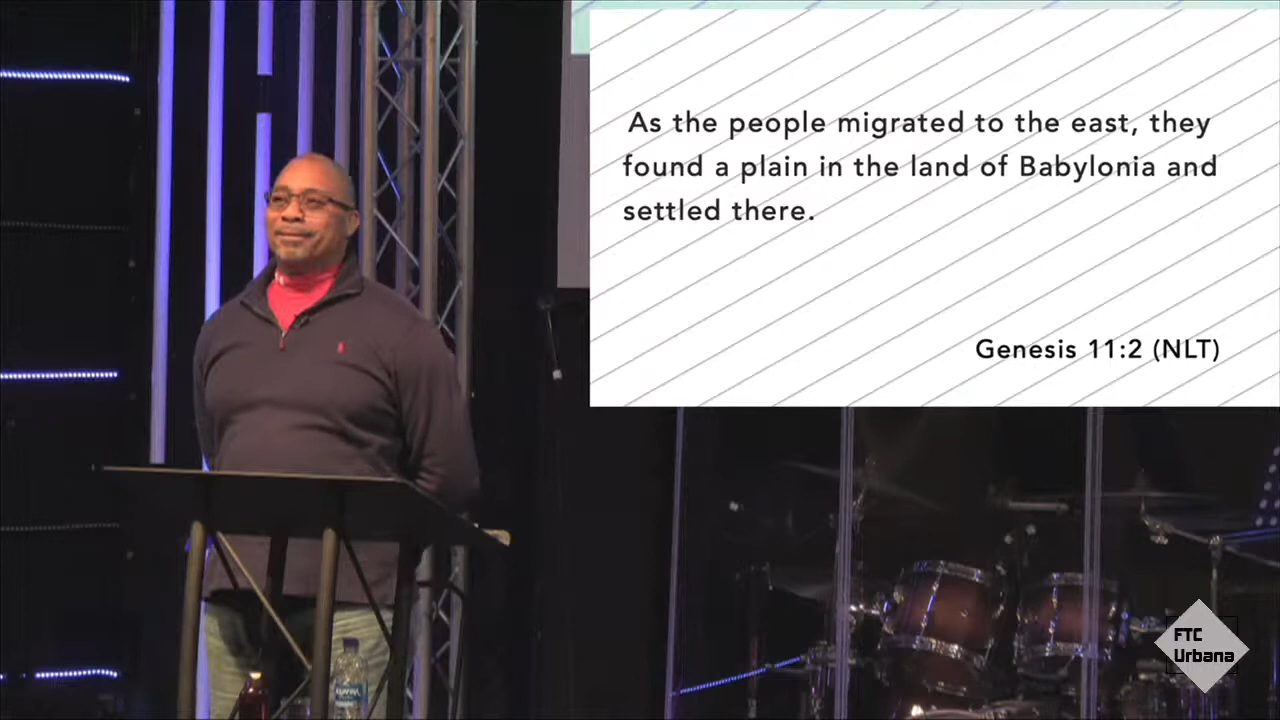 As the people migrated to the east, they
found a plain in the land of Babylonia and
settled there.
Genesis 11:2 (NLT)
FTC
Urbana